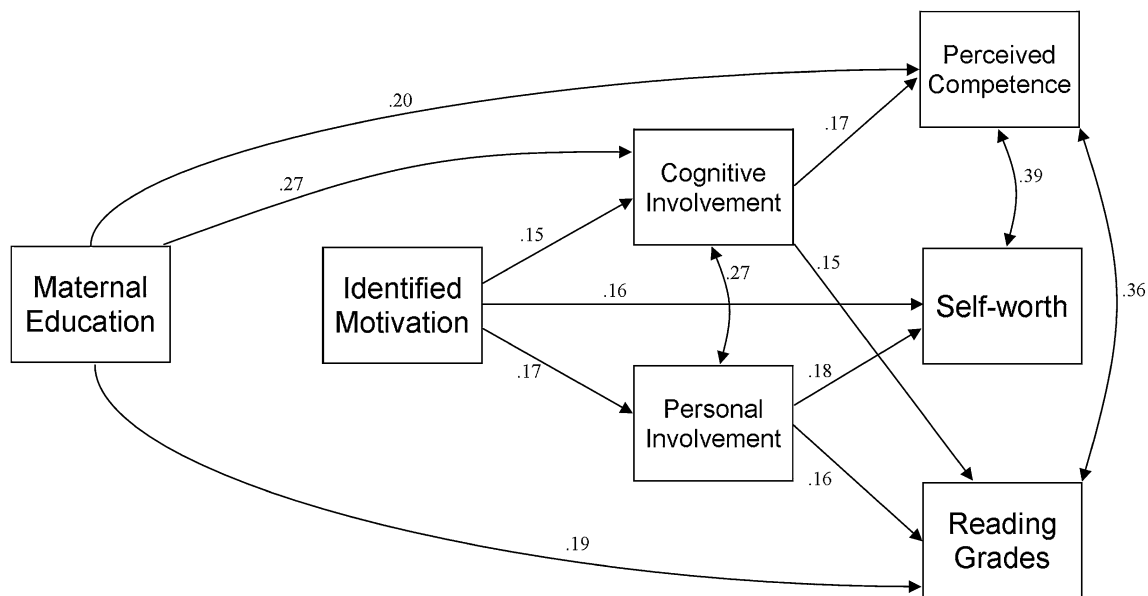 Perceived
Competence
.20
.17
Cognitive
Involvement
.39
.27
.15
Maternal
Education
Identified
Motivation
.27
.15
.16
Self-worth
.36
.17
.18
Personal
Involvement
.16
Reading
Grades
.19